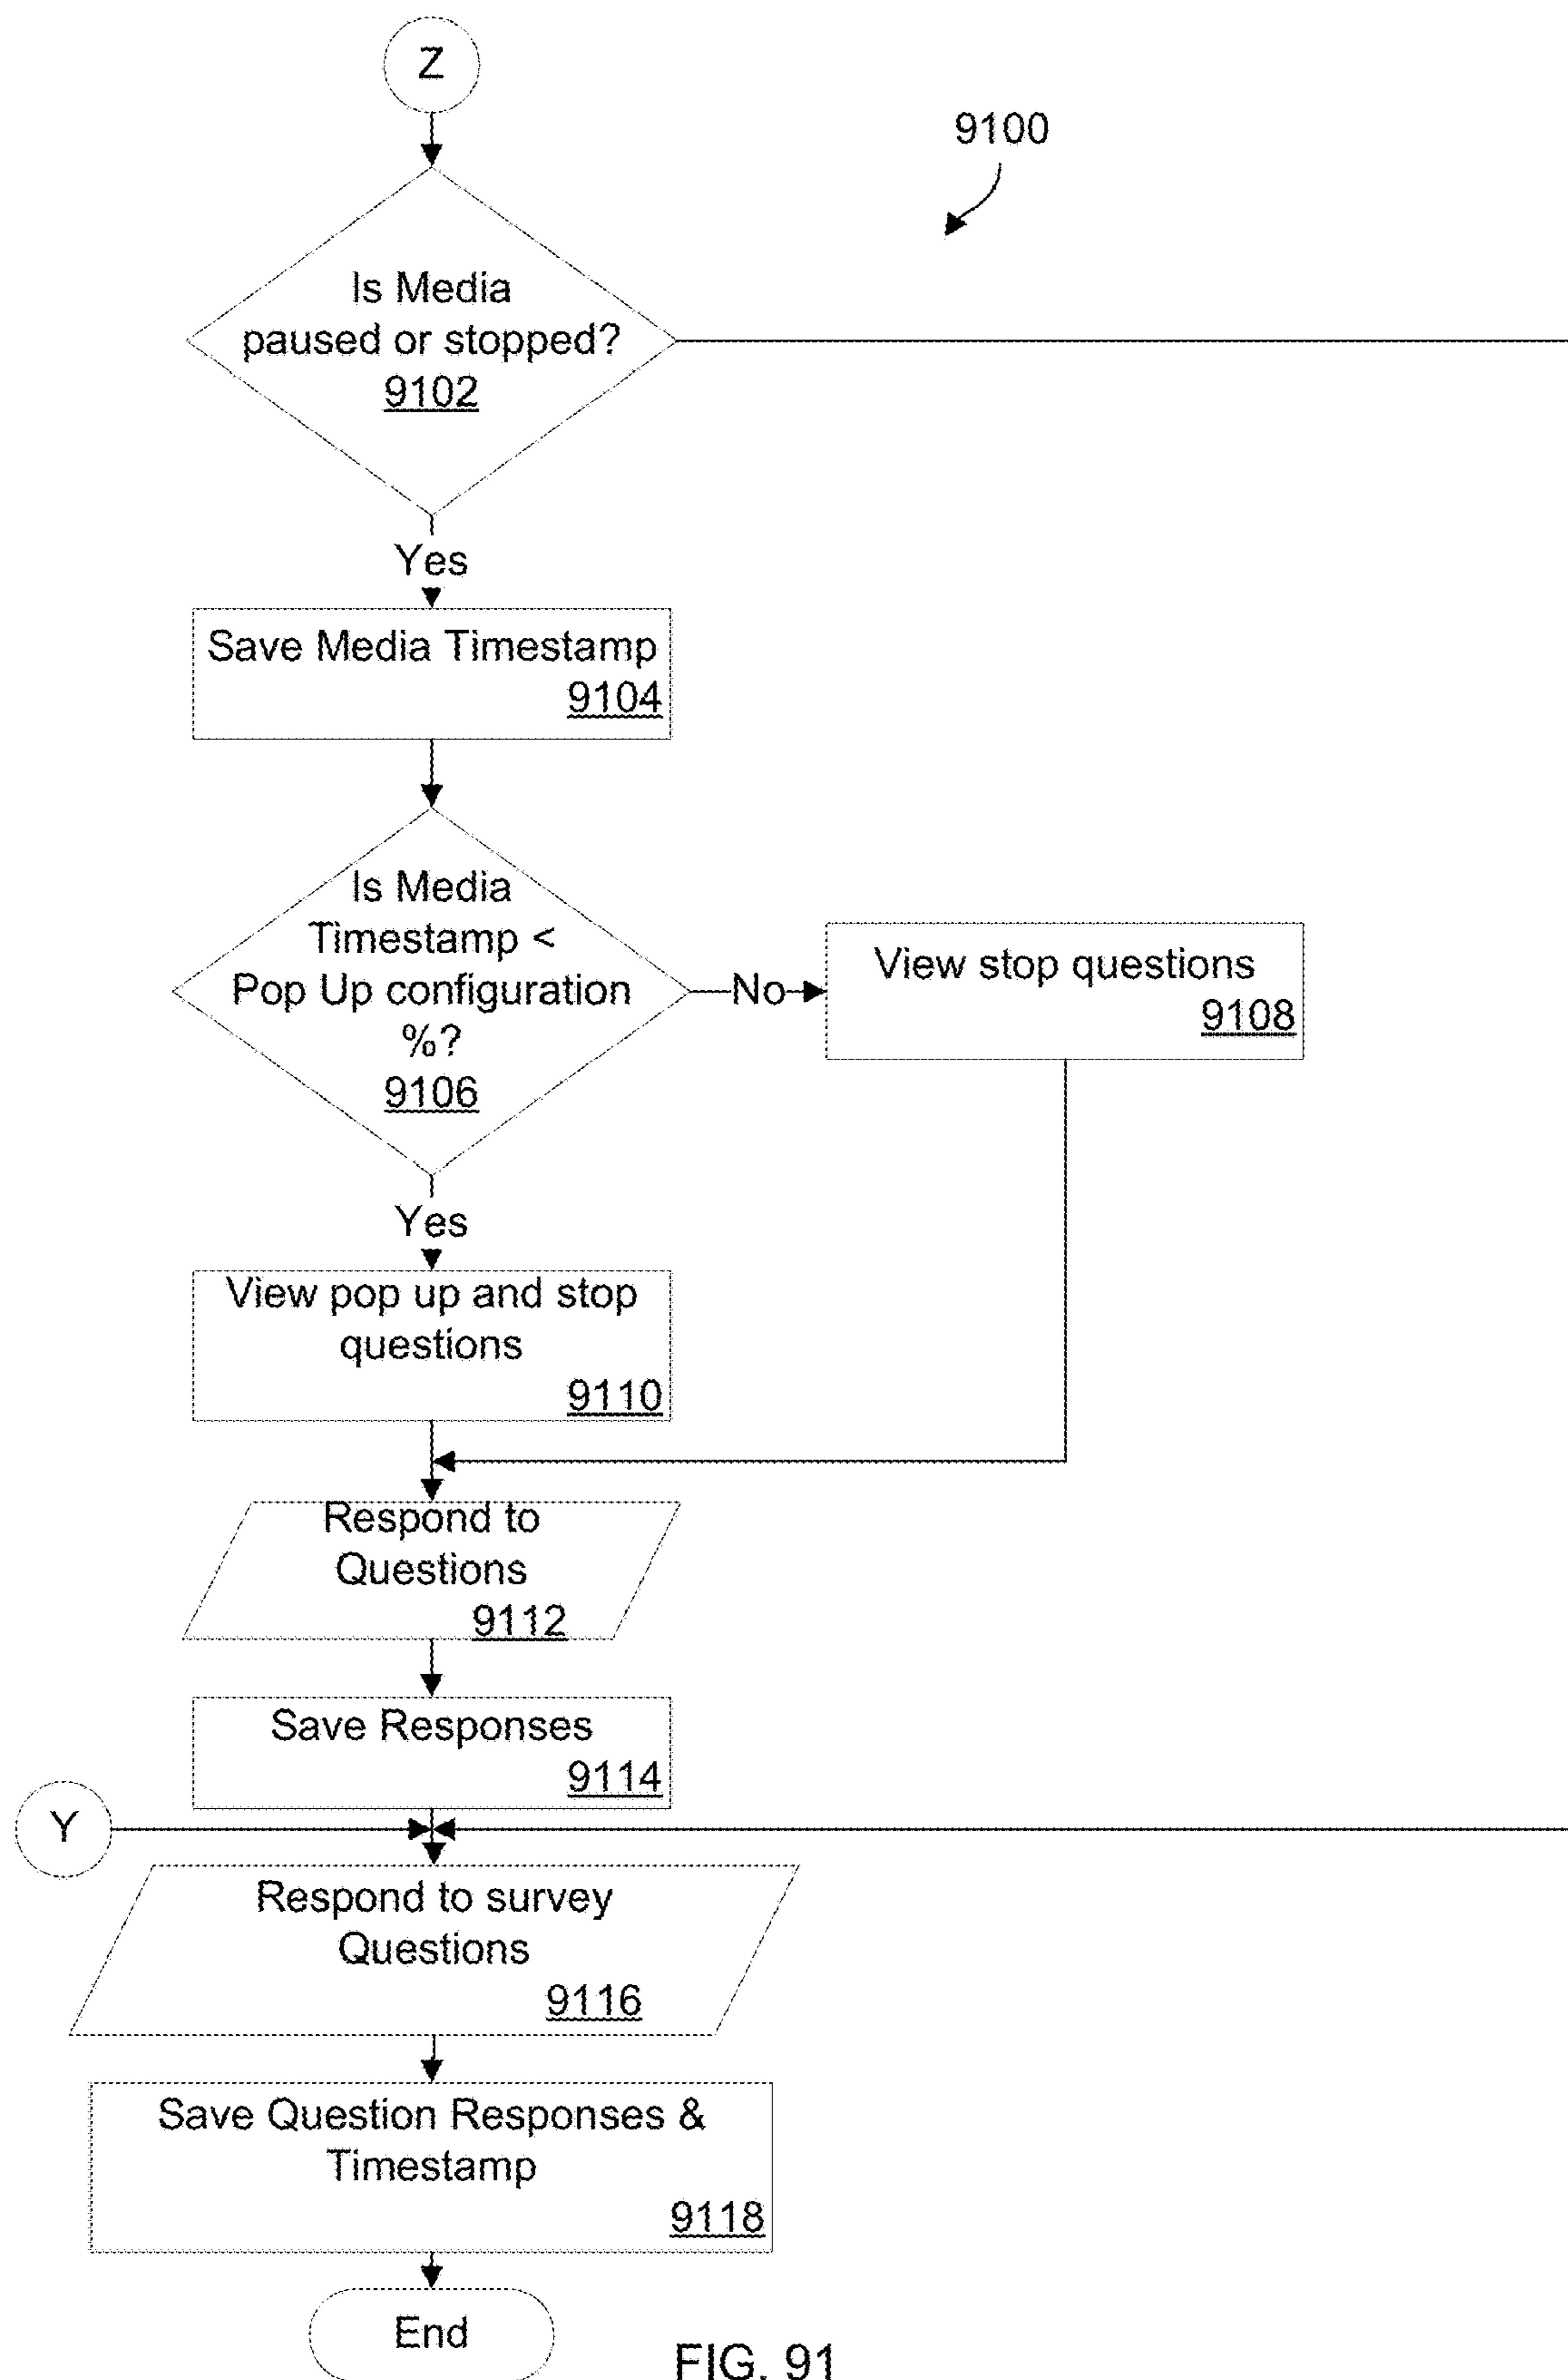 Z
9100
Is Media
paused or stopped?
9102
Yes
Save Media Timestamp
9104
Is Media
Timestamp <
Pop Up configuration
%?
9106
No
View stop questions
9108
Yes
View pop up and stop
questions
9110
Respond to
Questions
9112
Save Responses
9114
Y
Respond to survey
Questions
9116
Save Question Responses &
Timestamp
9118
End
FIG. 91